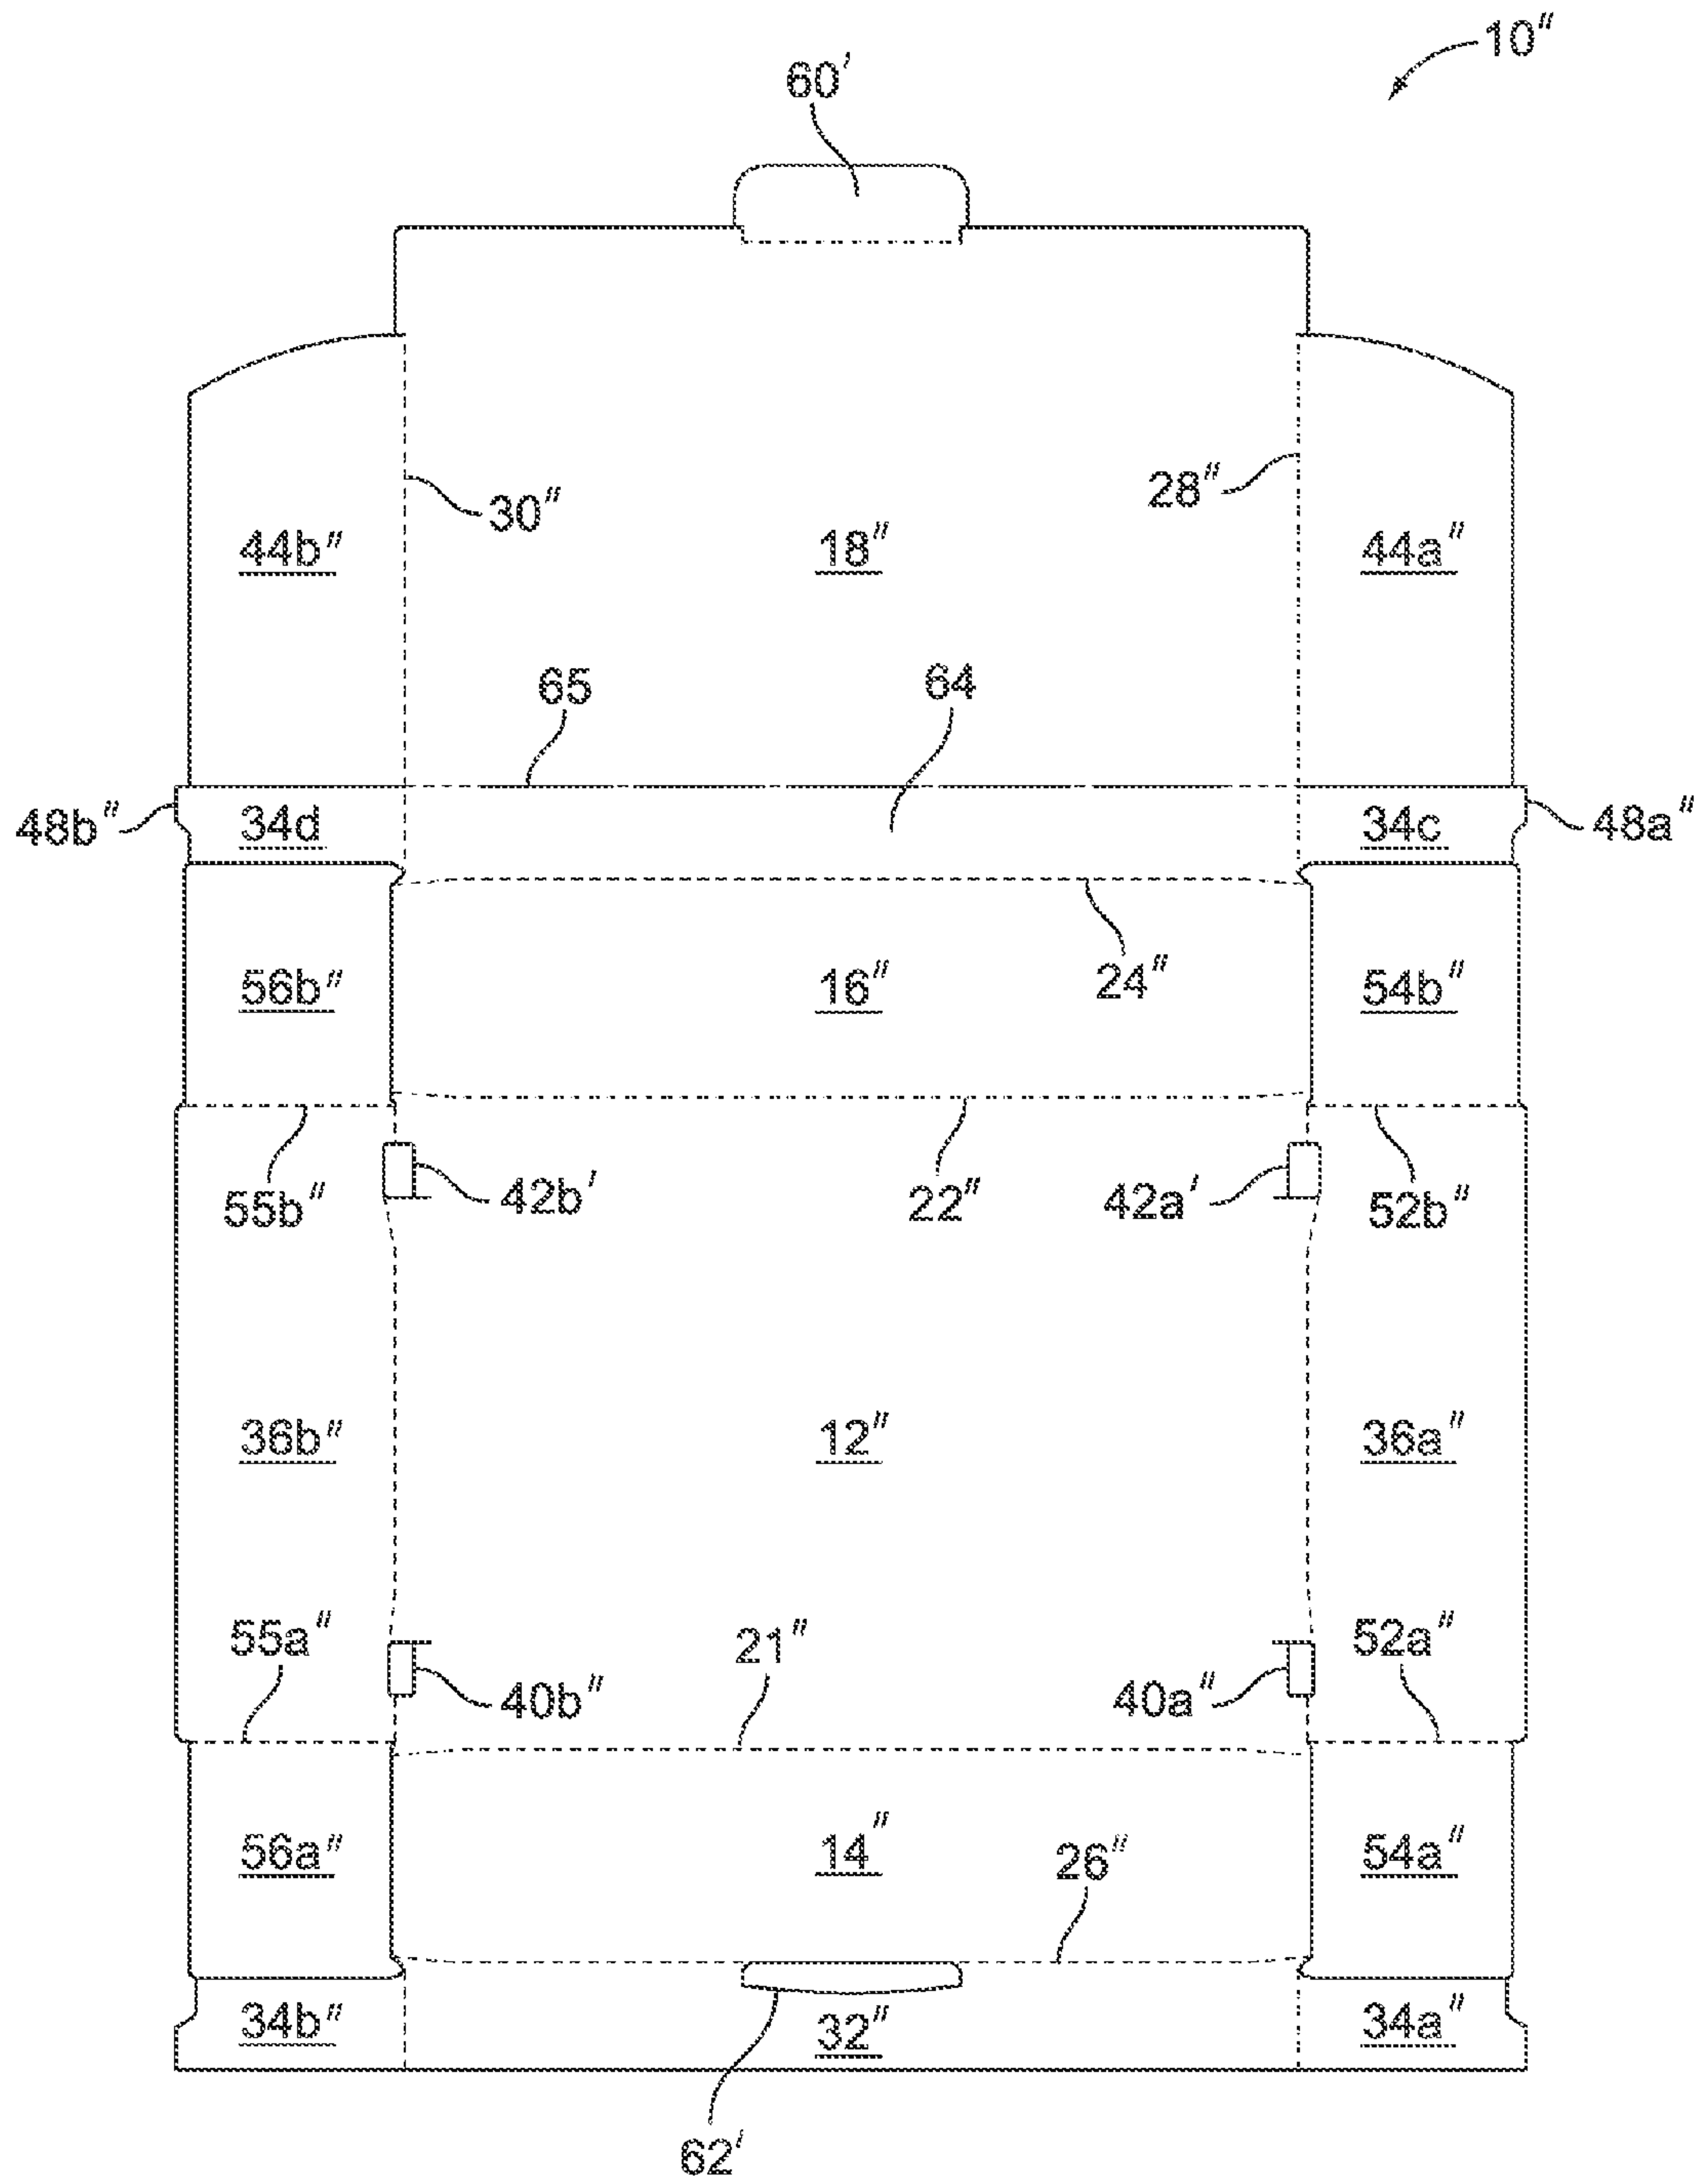 10"
60'
30"
28"
44b"
18"
44a"
65
64
48b"
34d
34c
48a"
56b"
16"
24"
54b"
55b"
42b'
22"
42a'
52b"
36b"
12"
36a"
55a"
21"
52a"
40b"
40a"
56a"
14"
26"
54a"
34b"
32"
34a"
62'